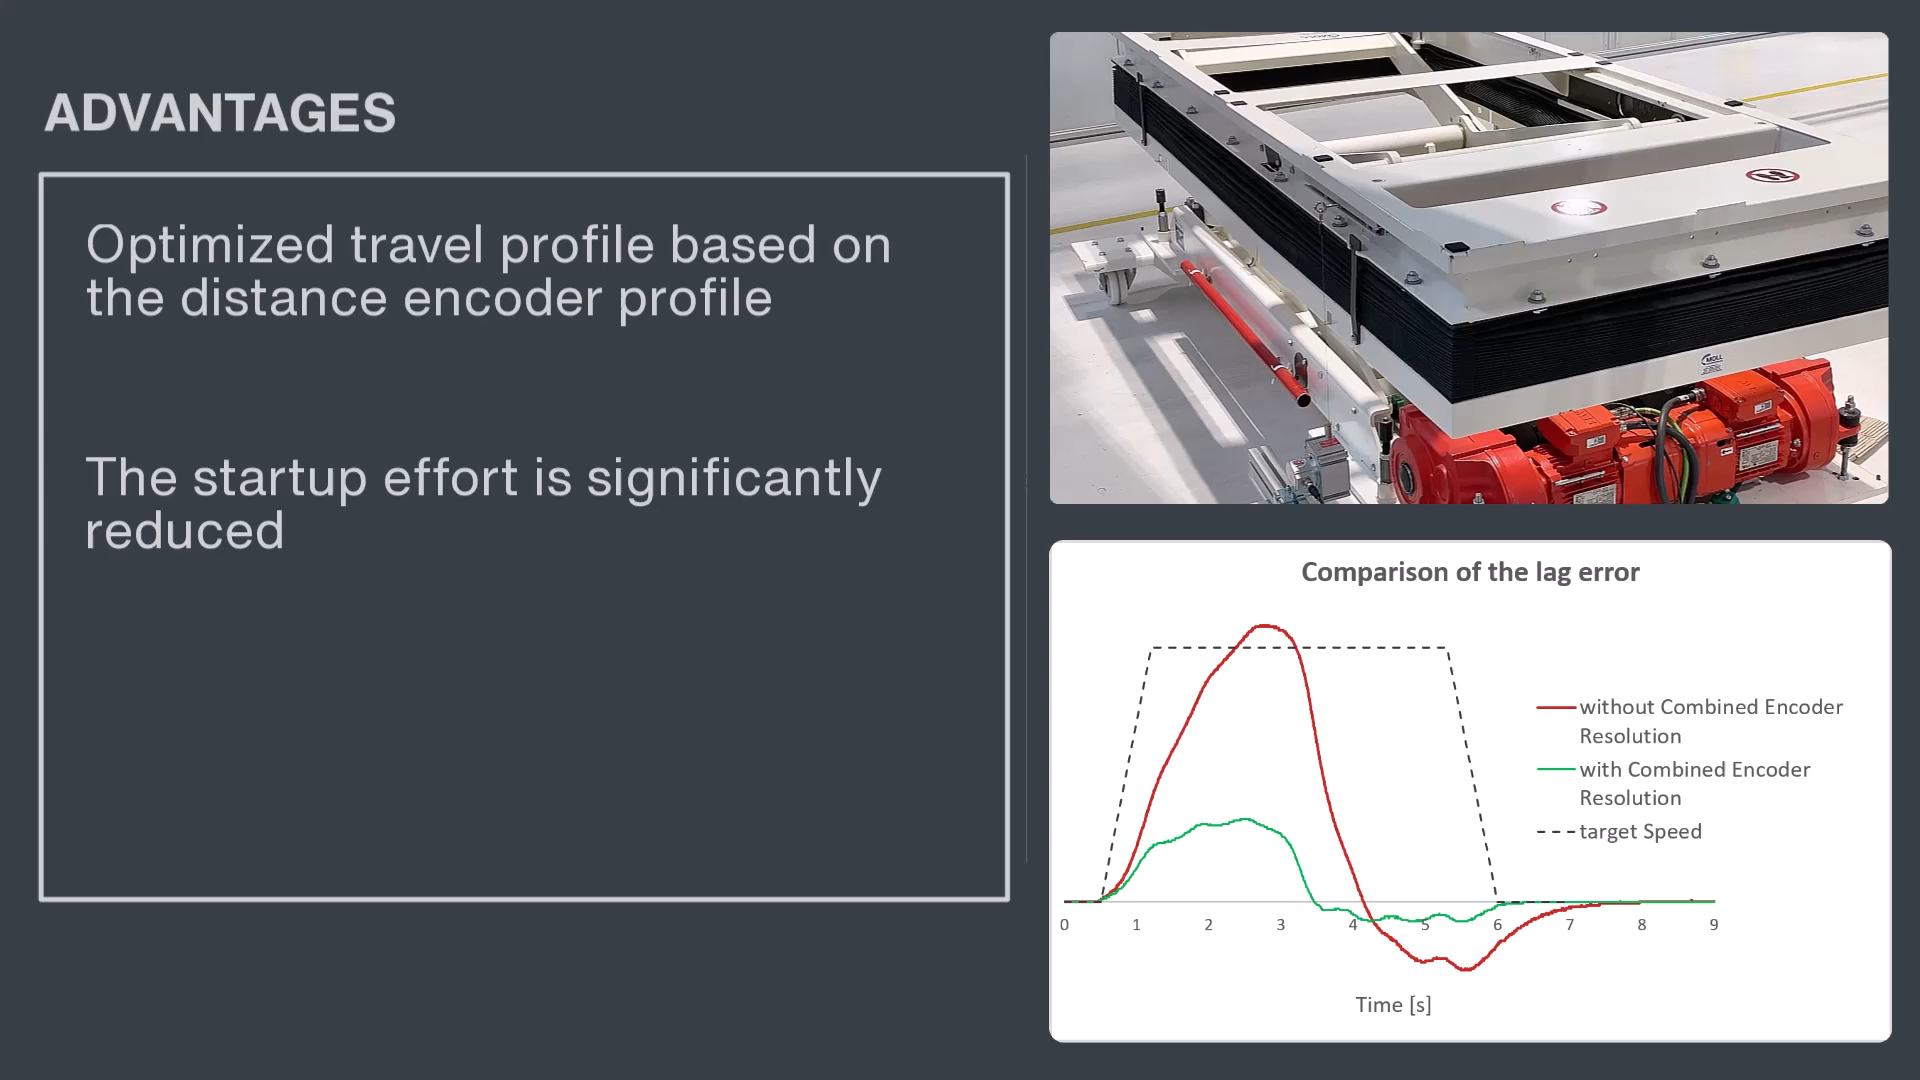 ADVANTAGES
Optimized travel profile based on
the distance encoder profile
The startup effort is significantly
reduced
MOLL
Comparison of the lag error
without Combined Encoder
Resolution
with Combined Encoder
Resolution
target Speed
0 1 2 3 4 5 6 7 8 9
Time [s]